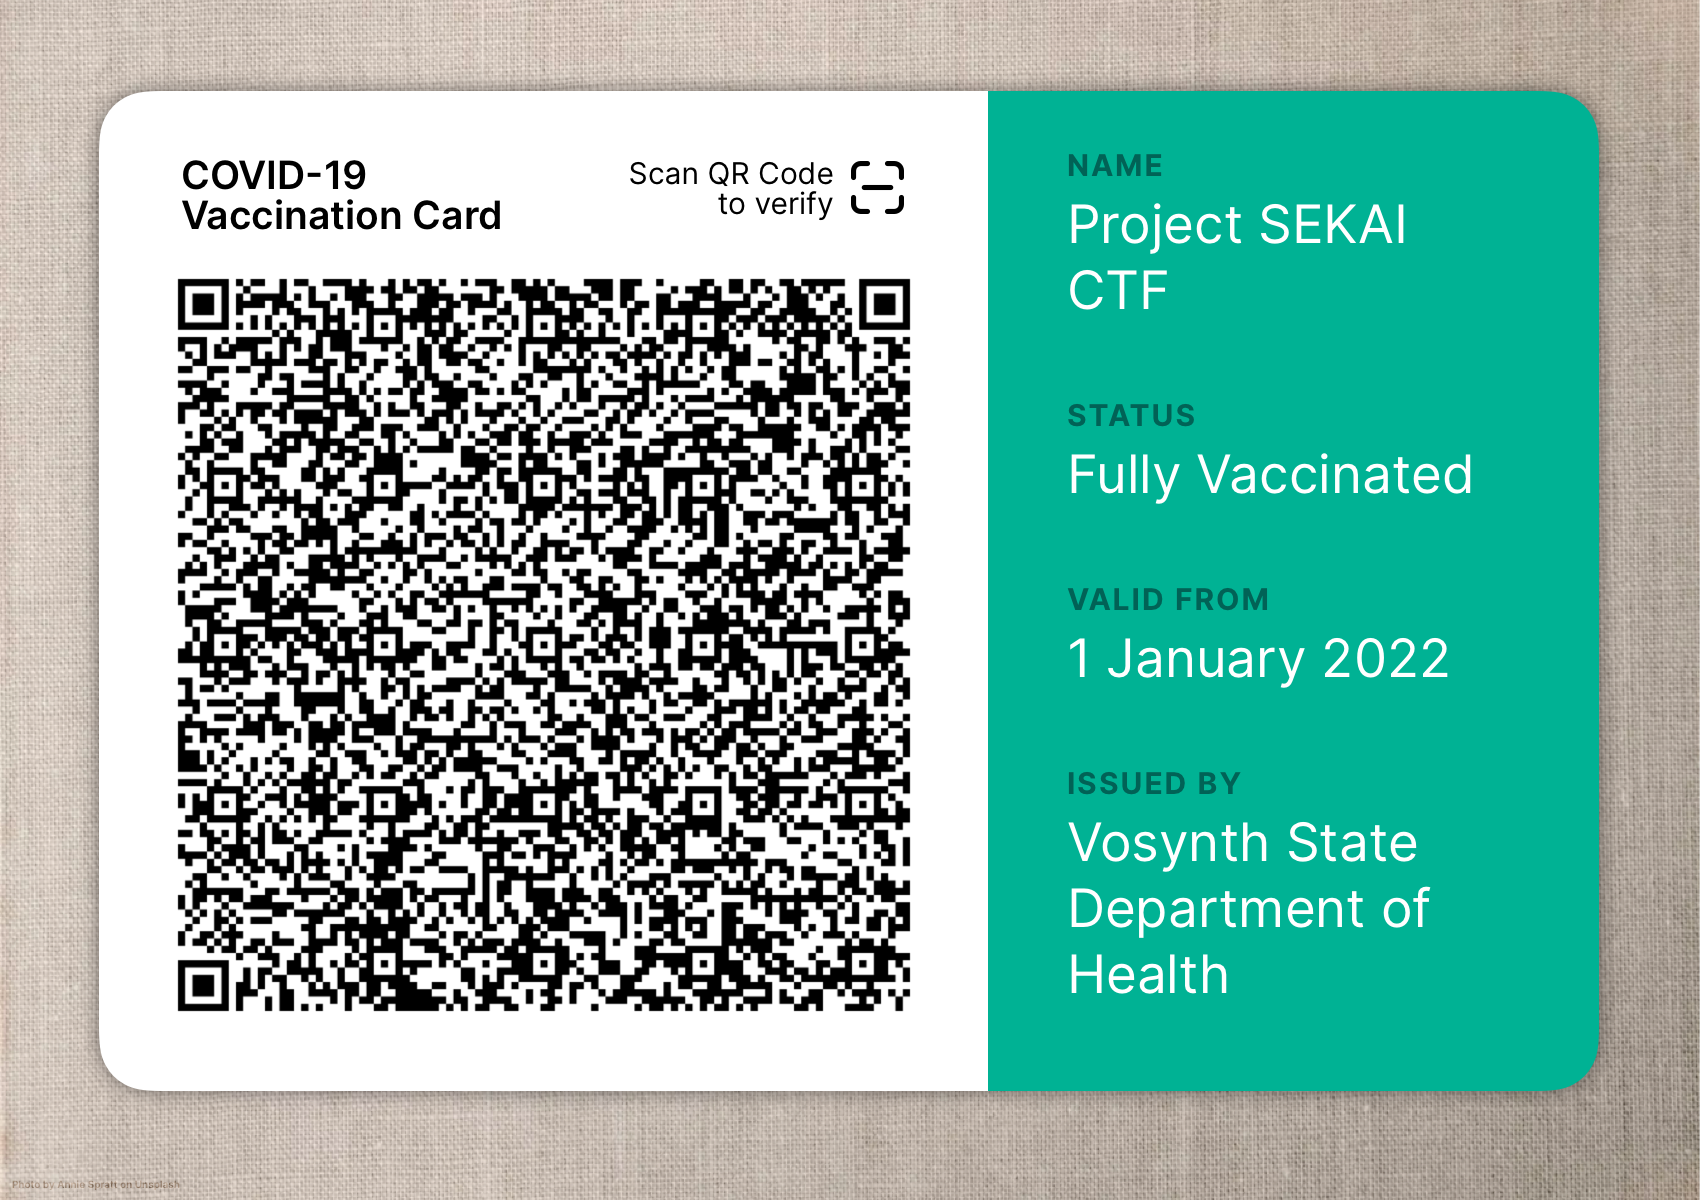 COVID-19
Vaccination Card
Scan QR Code
to verify
NAME
Project SEKAI
CTF
STATUS
Fully Vaccinated
VALID FROM
1 January 2022
ISSUED BY
Vosynth State
Department of
Health
Photo by Annie Spratt on Unsplash